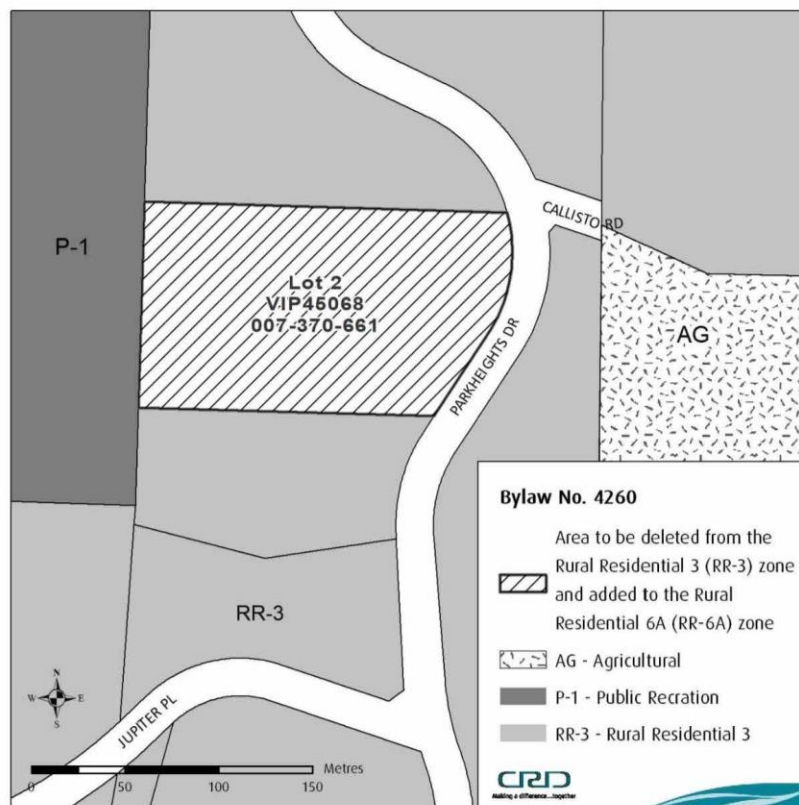 CALLISTO RD
P-1
Lot 2
VIP45068
007-370-661
AG
PARKHEIGHTS DR
RR-3
JUPITER PL
N
W E
S
Metres
0 50 100 150
Bylaw No. 4260
Area to be deleted from the
Rural Residential 3 (RR-3) zone
and added to the Rural
Residential 6A (RR-6A) zone
AG - Agricultural
P-1 - Public Recration
RR-3 - Rural Residential 3
CRD
Making a difference...together